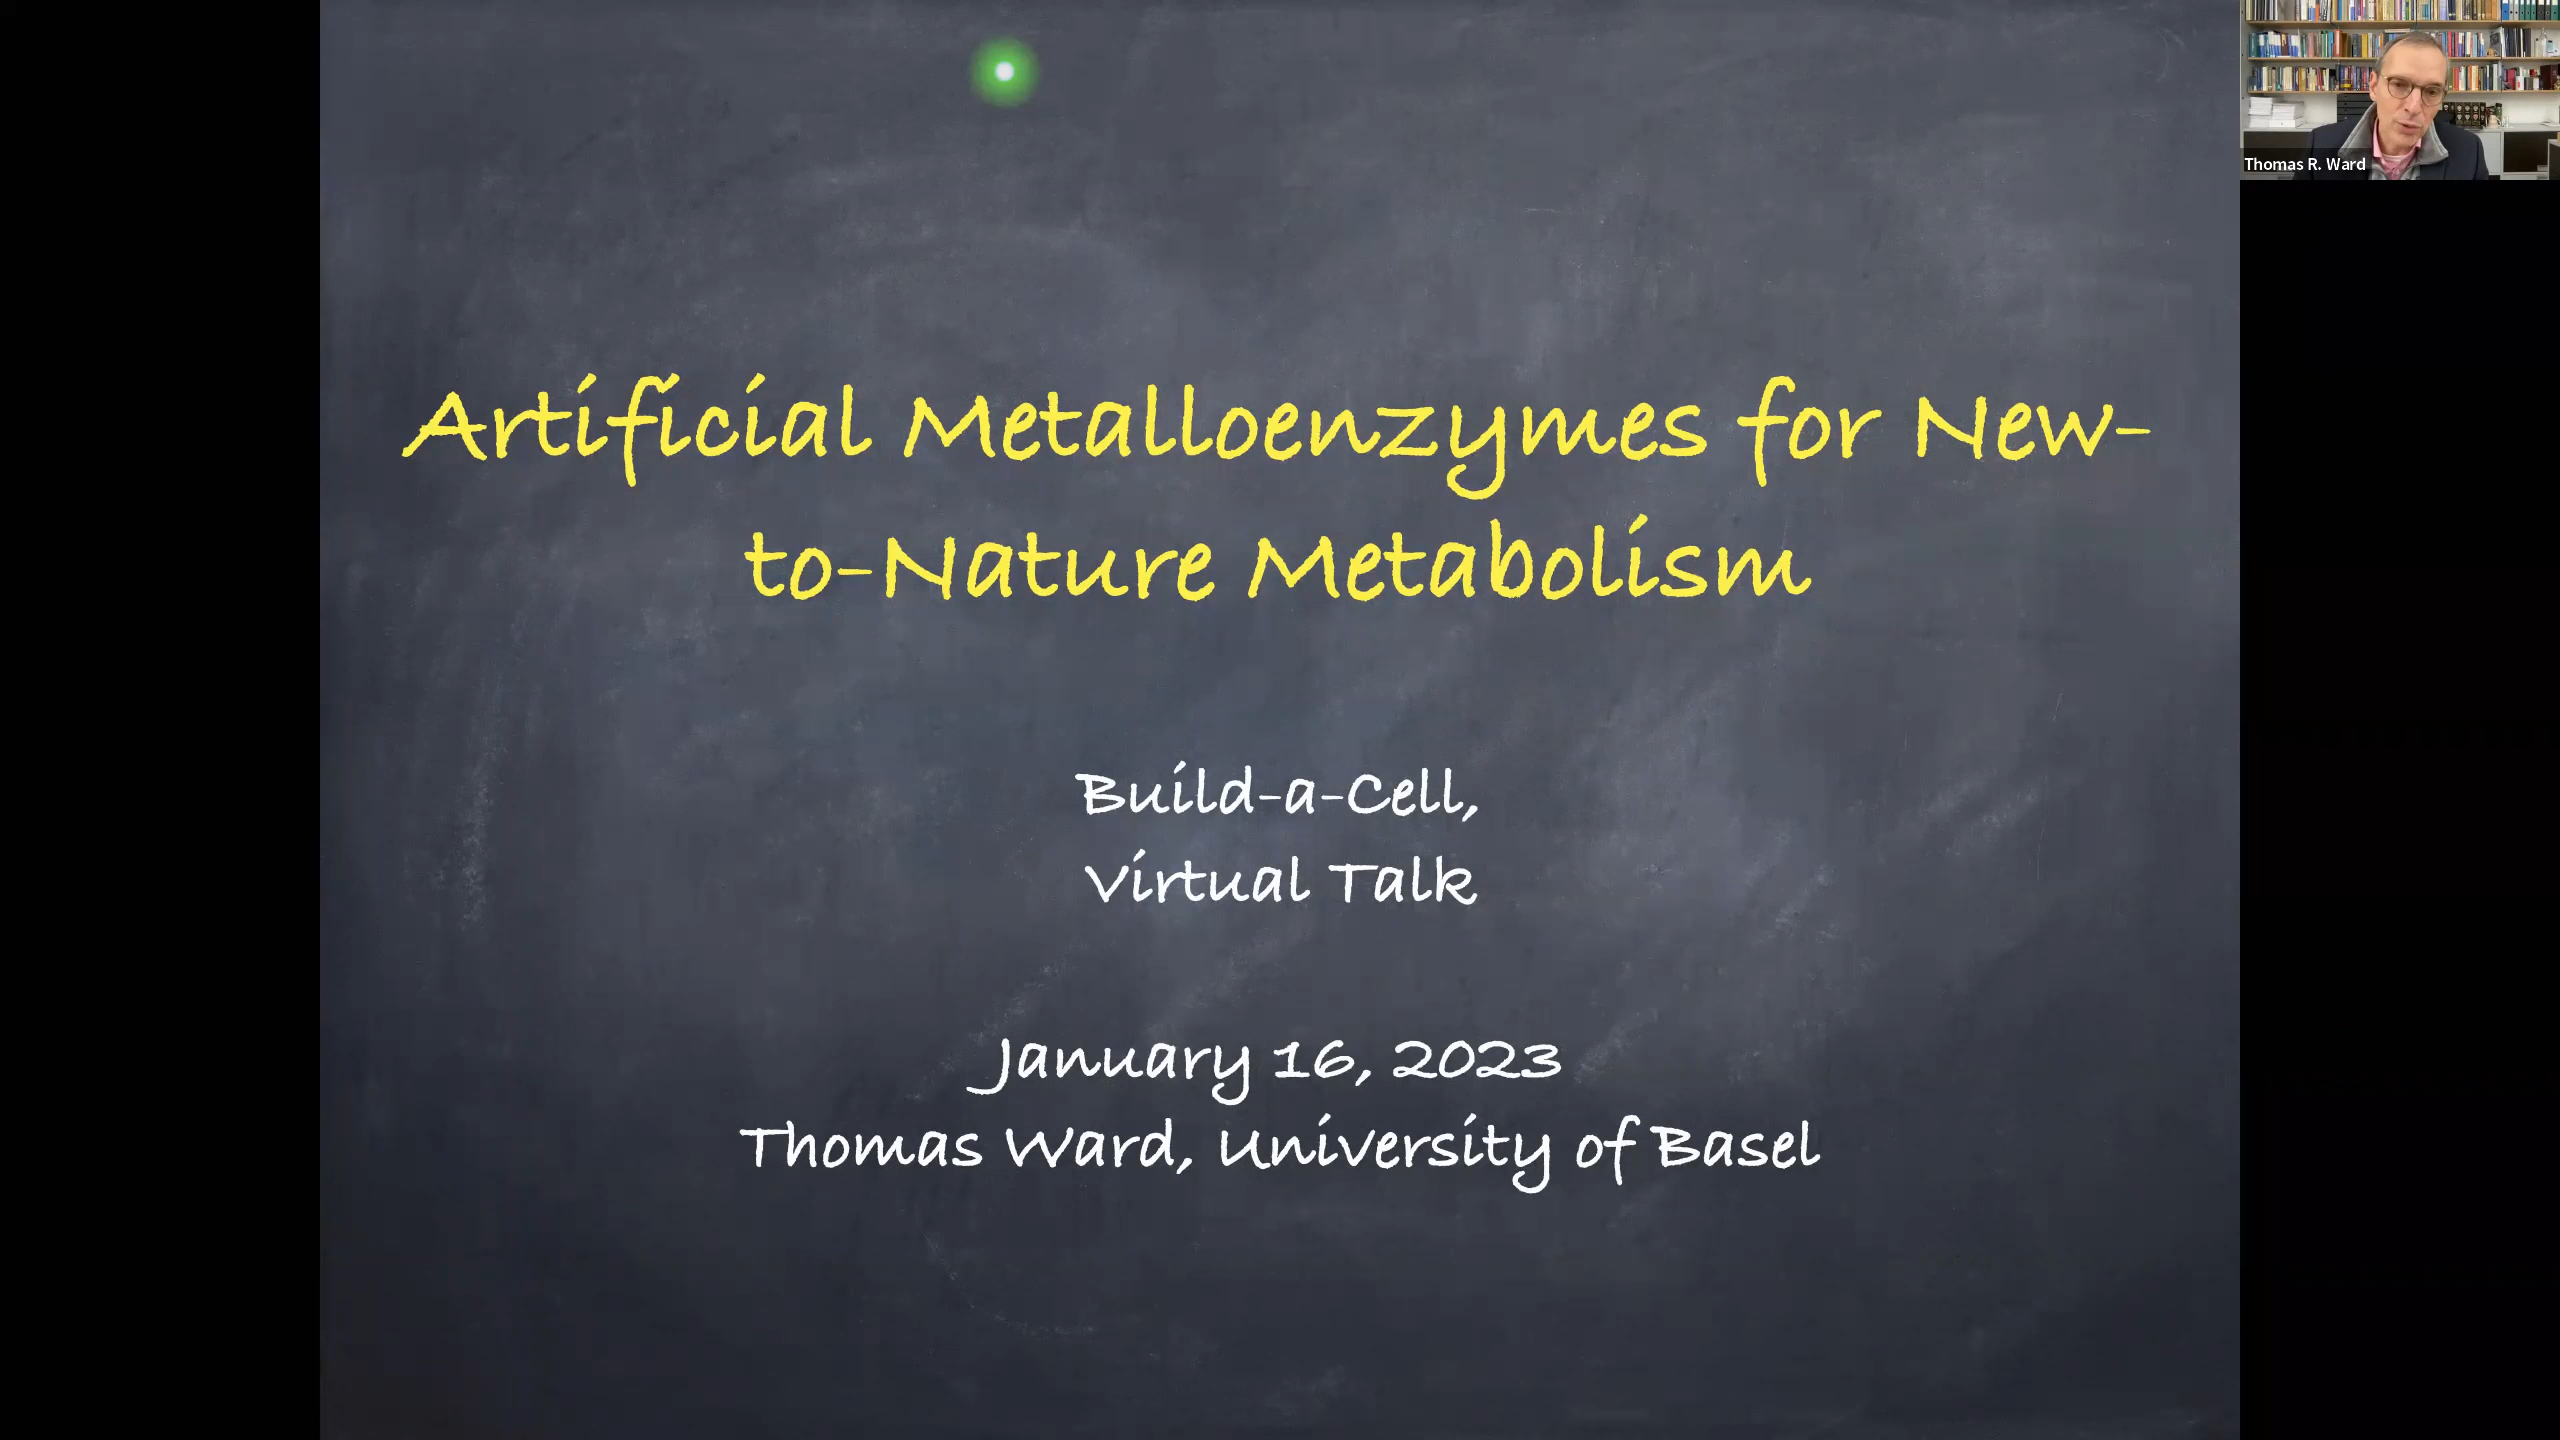 Thomas R. Ward
Artificial Metalloenzymes for New-
to-Nature Metabolism
Build-a-Cell,
Virtual Talk
January 16, 2023
Thomas Ward, University of Basel